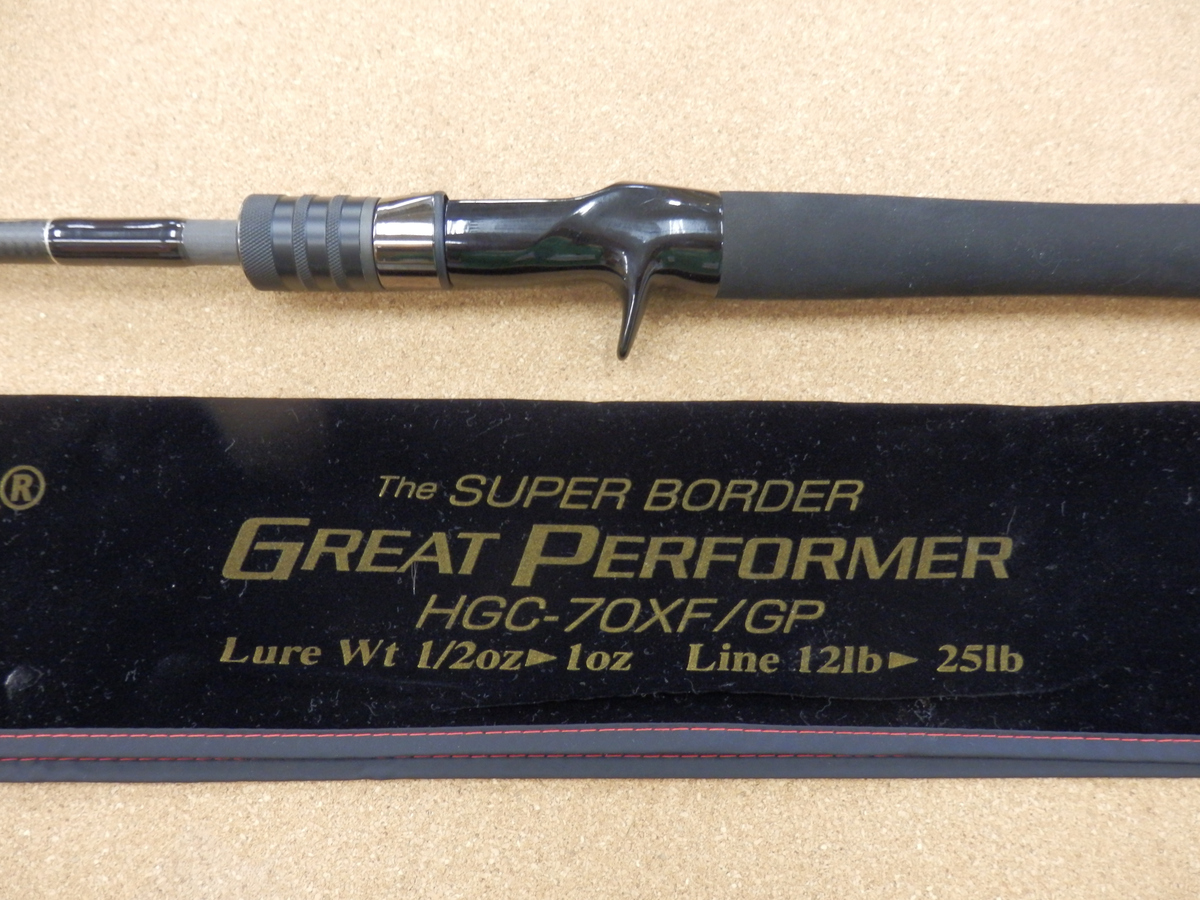 ®
The SUPER BORDER
GREAT PERFORMER
HGC-70XF/GP
Lure Wt 1/2oz►1oz Line 12lb► 25lb